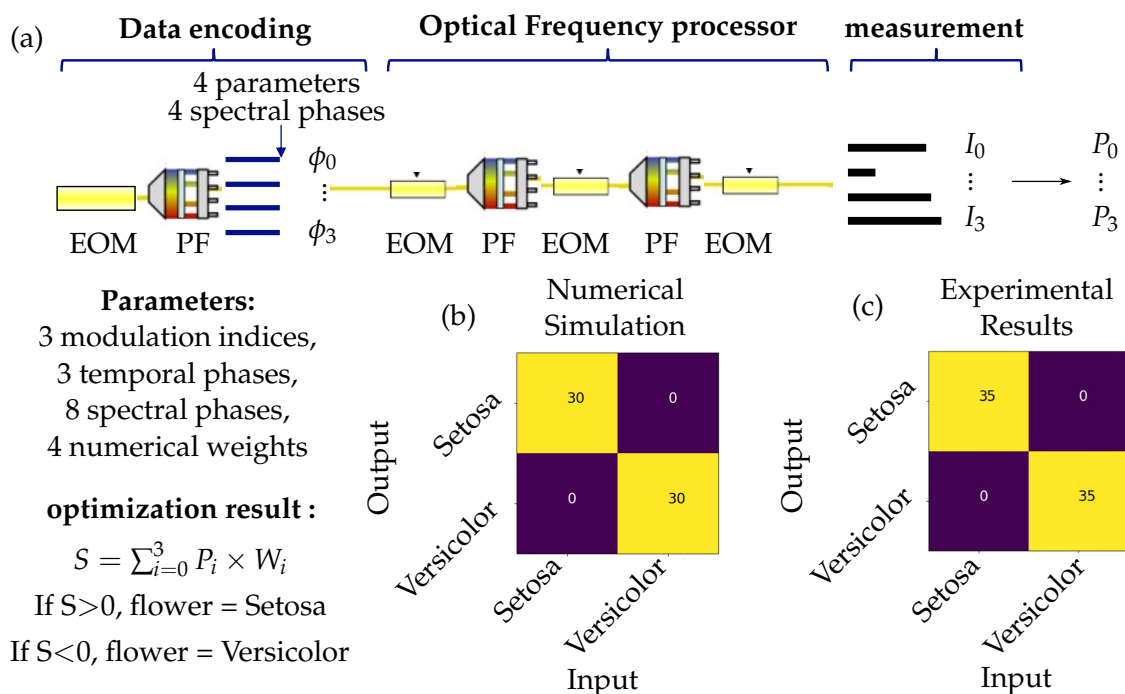 (a)
Data encoding
Optical Frequency processor
measurement
4 parameters
4 spectral phases
ϕ₀
⋮
ϕ₃
EOM
PF
EOM
PF
EOM
PF
EOM
I₀
⋮
I₃
P₀
⋮
P₃
Parameters:
3 modulation indices,
3 temporal phases,
8 spectral phases,
4 numerical weights
optimization result :
S = ∑³ᵢ₌₀ Pᵢ × Wᵢ
If S>0, flower = Setosa
If S<0, flower = Versicolor
(b)
Numerical
Simulation
Output
Setosa
Versicolor
30
0
0
30
Setosa
Versicolor
Input
(c)
Experimental
Results
Output
Setosa
Versicolor
35
0
0
35
Setosa
Versicolor
Input